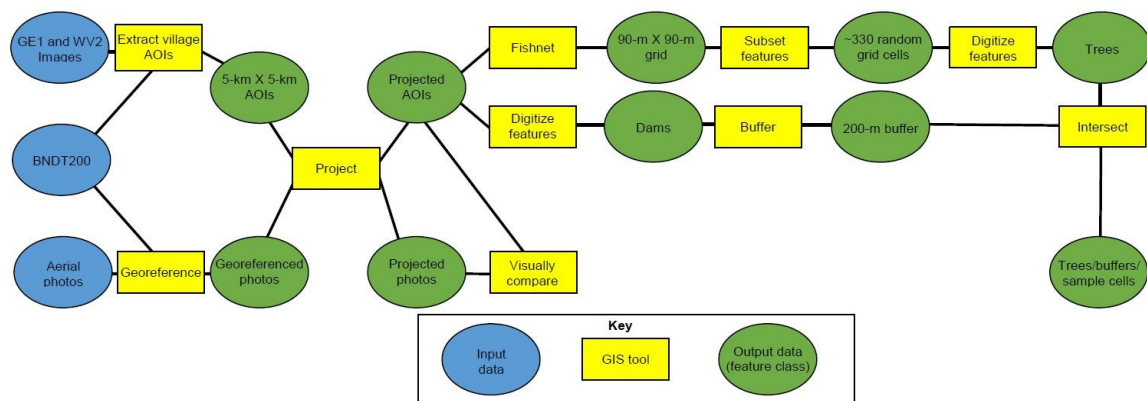 GE1 and WV2
Images
Extract village
AOIs
5-km X 5-km
AOIs
BNDT200
Aerial
photos
Georeference
Georeferenced
photos
Project
Projected
AOIs
Projected
photos
Visually
compare
Fishnet
90-m X 90-m
grid
Subset
features
~330 random
grid cells
Digitize
features
Trees
Digitize
features
Dams
Buffer
200-m buffer
Intersect
Trees/buffers/
sample cells
Key
Input
data
GIS tool
Output data
(feature class)